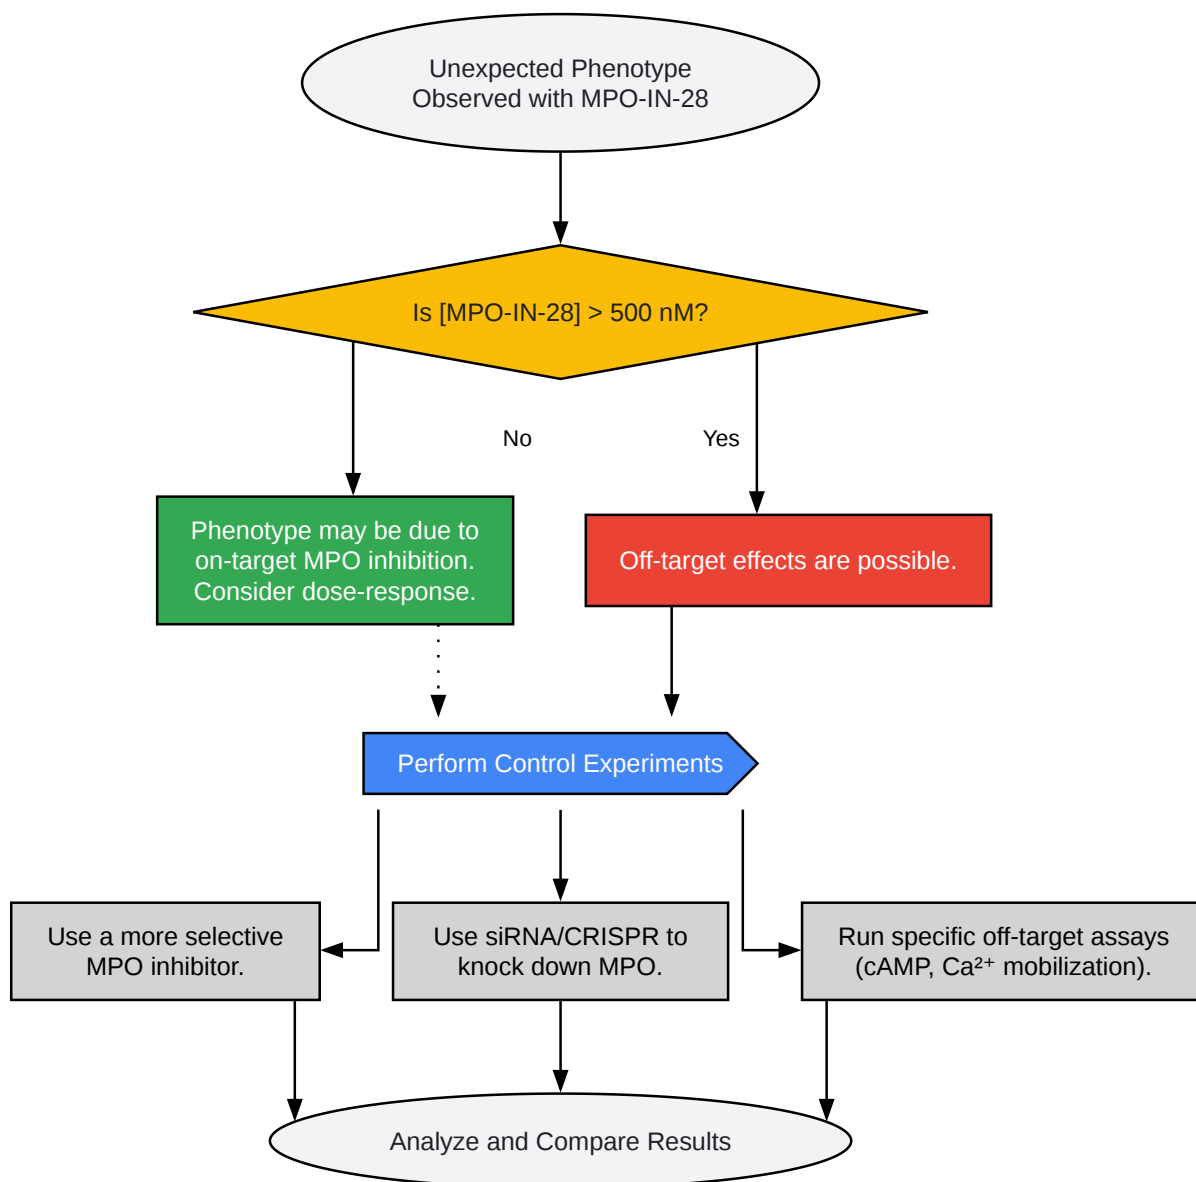 Unexpected Phenotype
Observed with MPO-IN-28
Is [MPO-IN-28] > 500 nM?
No
Yes
Phenotype may be due to
on-target MPO inhibition.
Consider dose-response.
Off-target effects are possible.
Perform Control Experiments
Use a more selective
MPO inhibitor.
Use siRNA/CRISPR to
knock down MPO.
Run specific off-target assays
(cAMP, Ca²⁺ mobilization).
Analyze and Compare Results